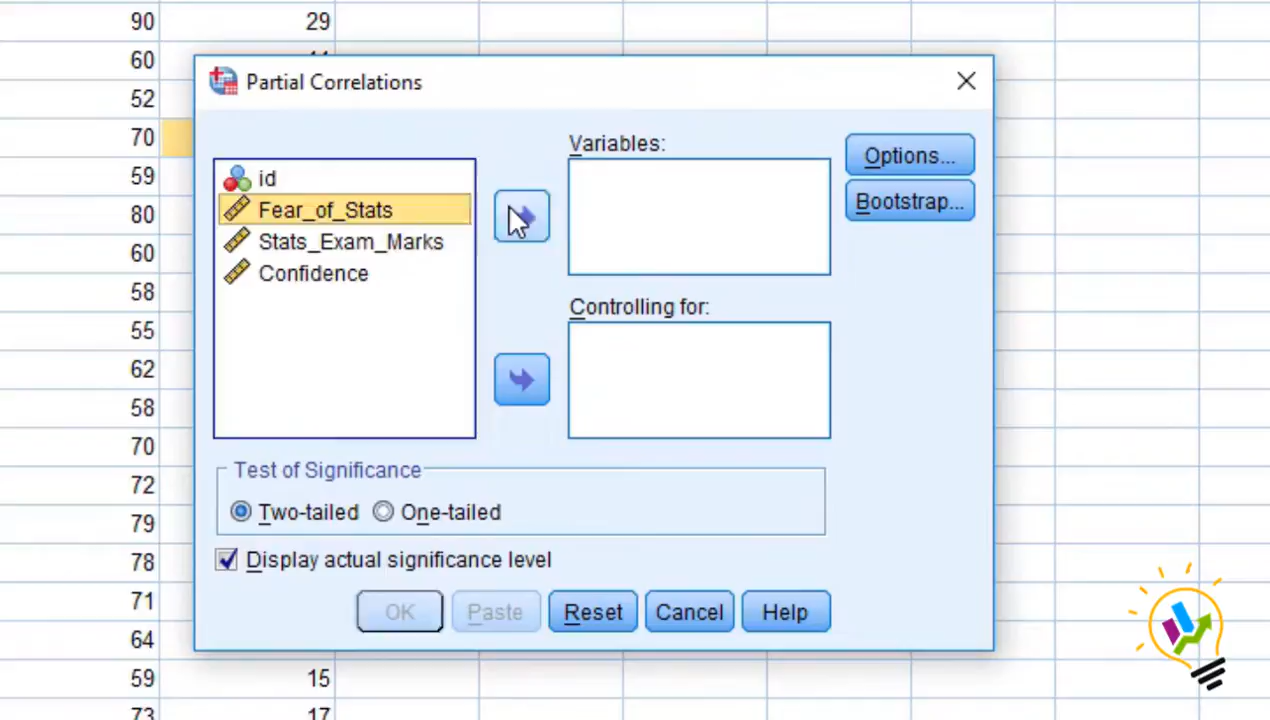 90 29
60
52
70
59
80
60
58
55
62
58
70
72
79
78
71
64
59 15
73 17
Partial Correlations
id
Fear_of_Stats
Stats_Exam_Marks
Confidence
Variables:
Controlling for:
Options...
Bootstrap...
Test of Significance
Two-tailed One-tailed
Display actual significance level
OK Paste Reset Cancel Help